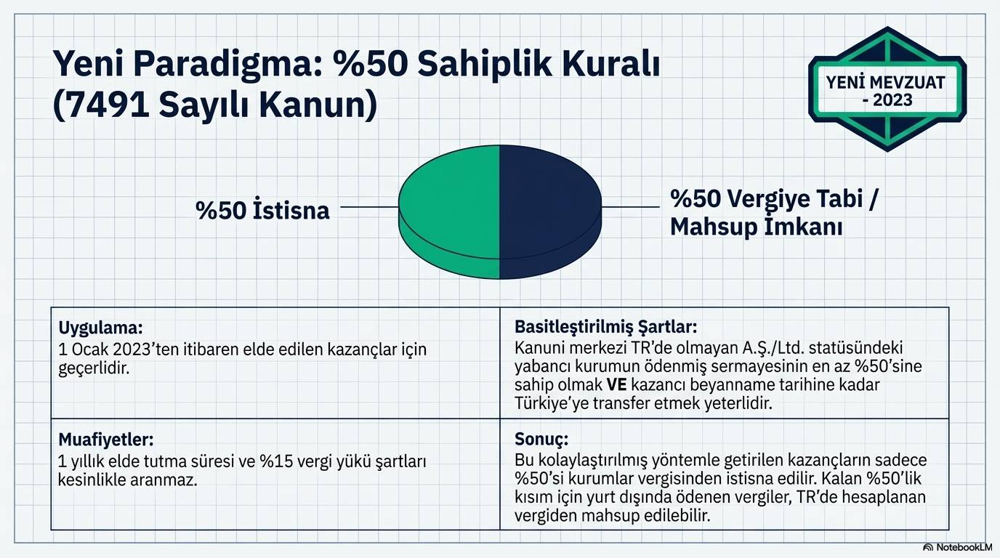 Yeni Paradigma: %50 Sahiplik Kuralı
(7491 Sayılı Kanun)
YENİ MEVZUAT
- 2023
%50 İstisna
%50 Vergiye Tabi /
Mahsup İmkanı
Uygulama:
1 Ocak 2023’ten itibaren elde edilen kazançlar için
geçerlidir.
Basitleştirilmiş Şartlar:
Kanuni merkezi TR’de olmayan A.Ş./Ltd. statüsündeki
yabancı kurumun ödenmiş sermayesinin en az %50’sine
sahip olmak VE kazancı beyanname tarihine kadar
Türkiye’ye transfer etmek yeterlidir.
Muafiyetler:
1 yıllık elde tutma süresi ve %15 vergi yükü şartları
kesinlikle aranmaz.
Sonuç:
Bu kolaylaştırılmış yöntemle getirilen kazançların sadece
%50’si kurumlar vergisinden istisna edilir. Kalan %50’lik
kısım için yurt dışında ödenen vergiler, TR’de hesaplanan
vergiden mahsup edilebilir.
NotebookLM